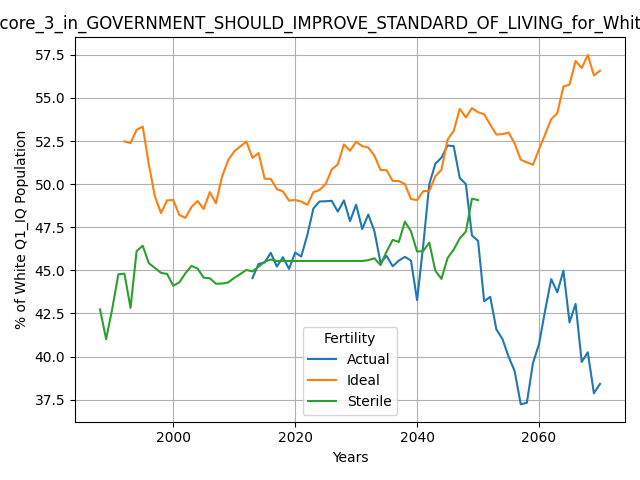 core_3_in_GOVERNMENT_SHOULD_IMPROVE_STANDARD_OF_LIVING_for_Whit
57.5
55.0
52.5
50.0
47.5
45.0
42.5
40.0
37.5
% of White Q1_IQ Population
Fertility
Actual
Ideal
Sterile
2000
2020
2040
2060
Years